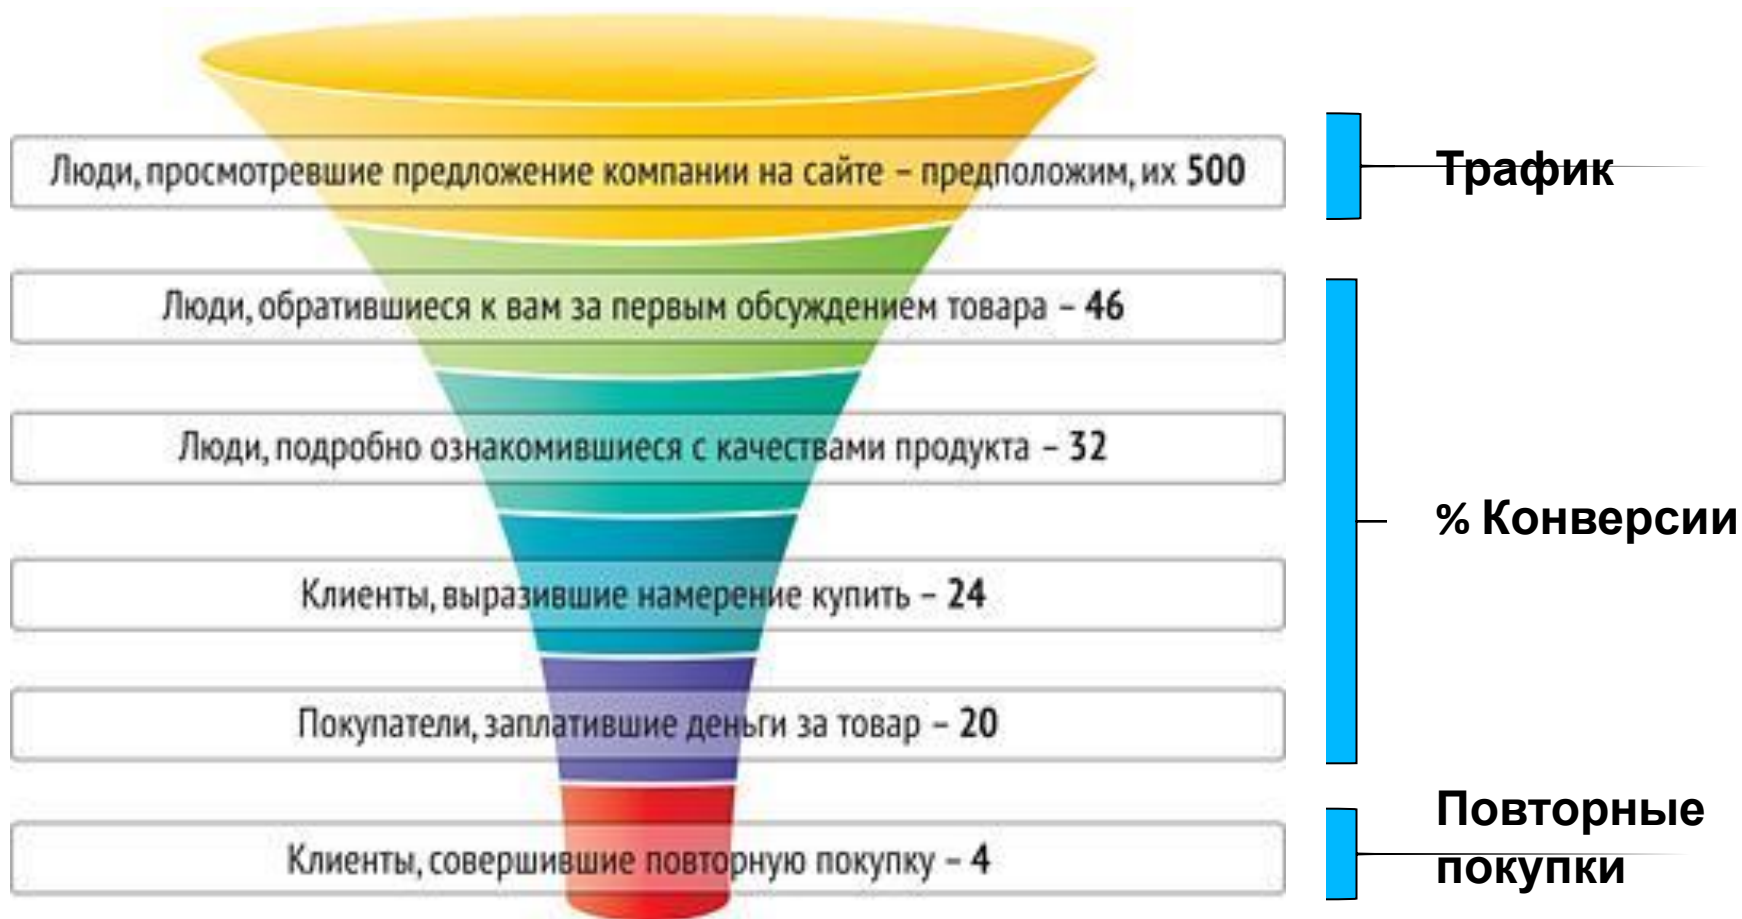 Люди, просмотревшие предложение компании на сайте – предположим, их 500
Трафик
Люди, обратившиеся к вам за первым обсуждением товара – 46
Люди, подробно ознакомившиеся с качествами продукта – 32
% Конверсии
Клиенты, выразившие намерение купить – 24
Покупатели, заплатившие деньги за товар – 20
Повторные
покупки
Клиенты, совершившие повторную покупку – 4